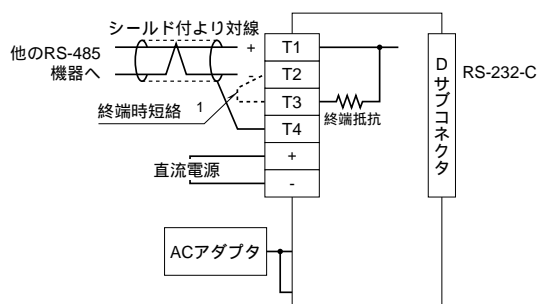 シールド付より対線
他のRS-485
機器へ
+
T1
T2
T3
T4
+
-
1
終端時短絡
終端抵抗
直流電源
ACアダプタ
Dサブコネクタ
RS-232-C